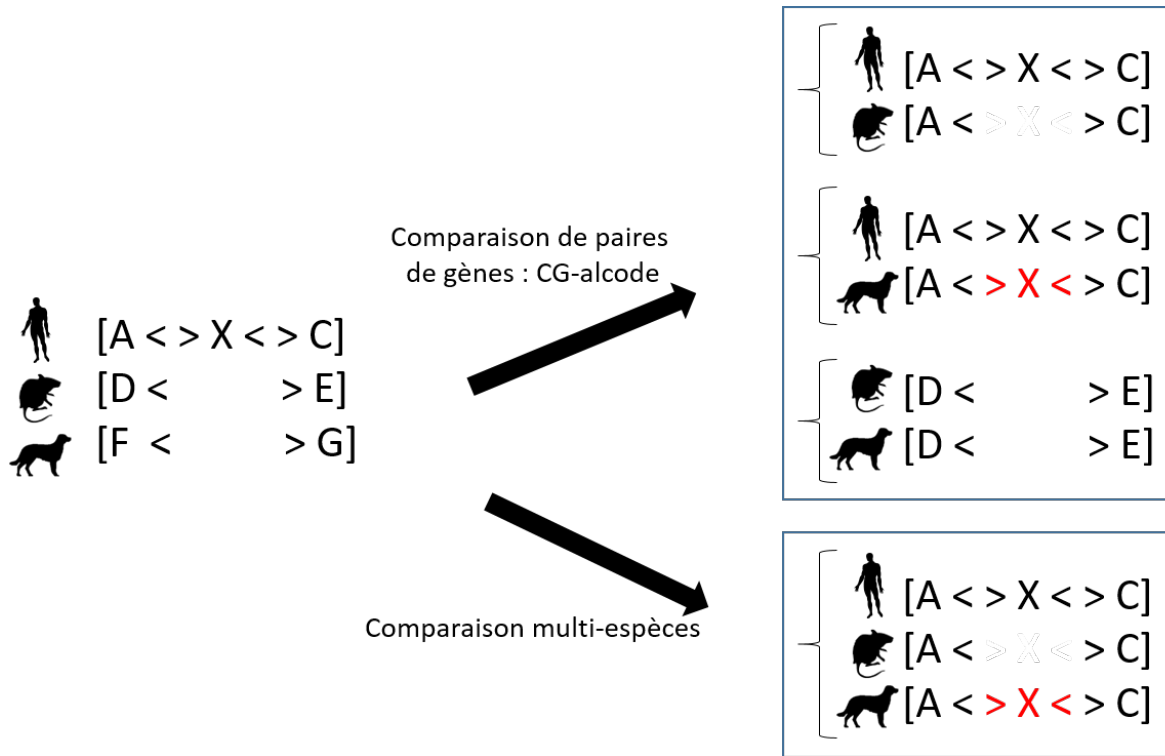 [A < > X < > C]
[D < > E]
[F < > G]
Comparaison de paires
de gènes : CG-alcode
Comparaison multi-espèces
[A < > X < > C]
[A < > X < > C]
[A < > X < > C]
[A < > X < > C]
[D < > E]
[D < > E]
[A < > X < > C]
[A < > X < > C]
[A < > X < > C]